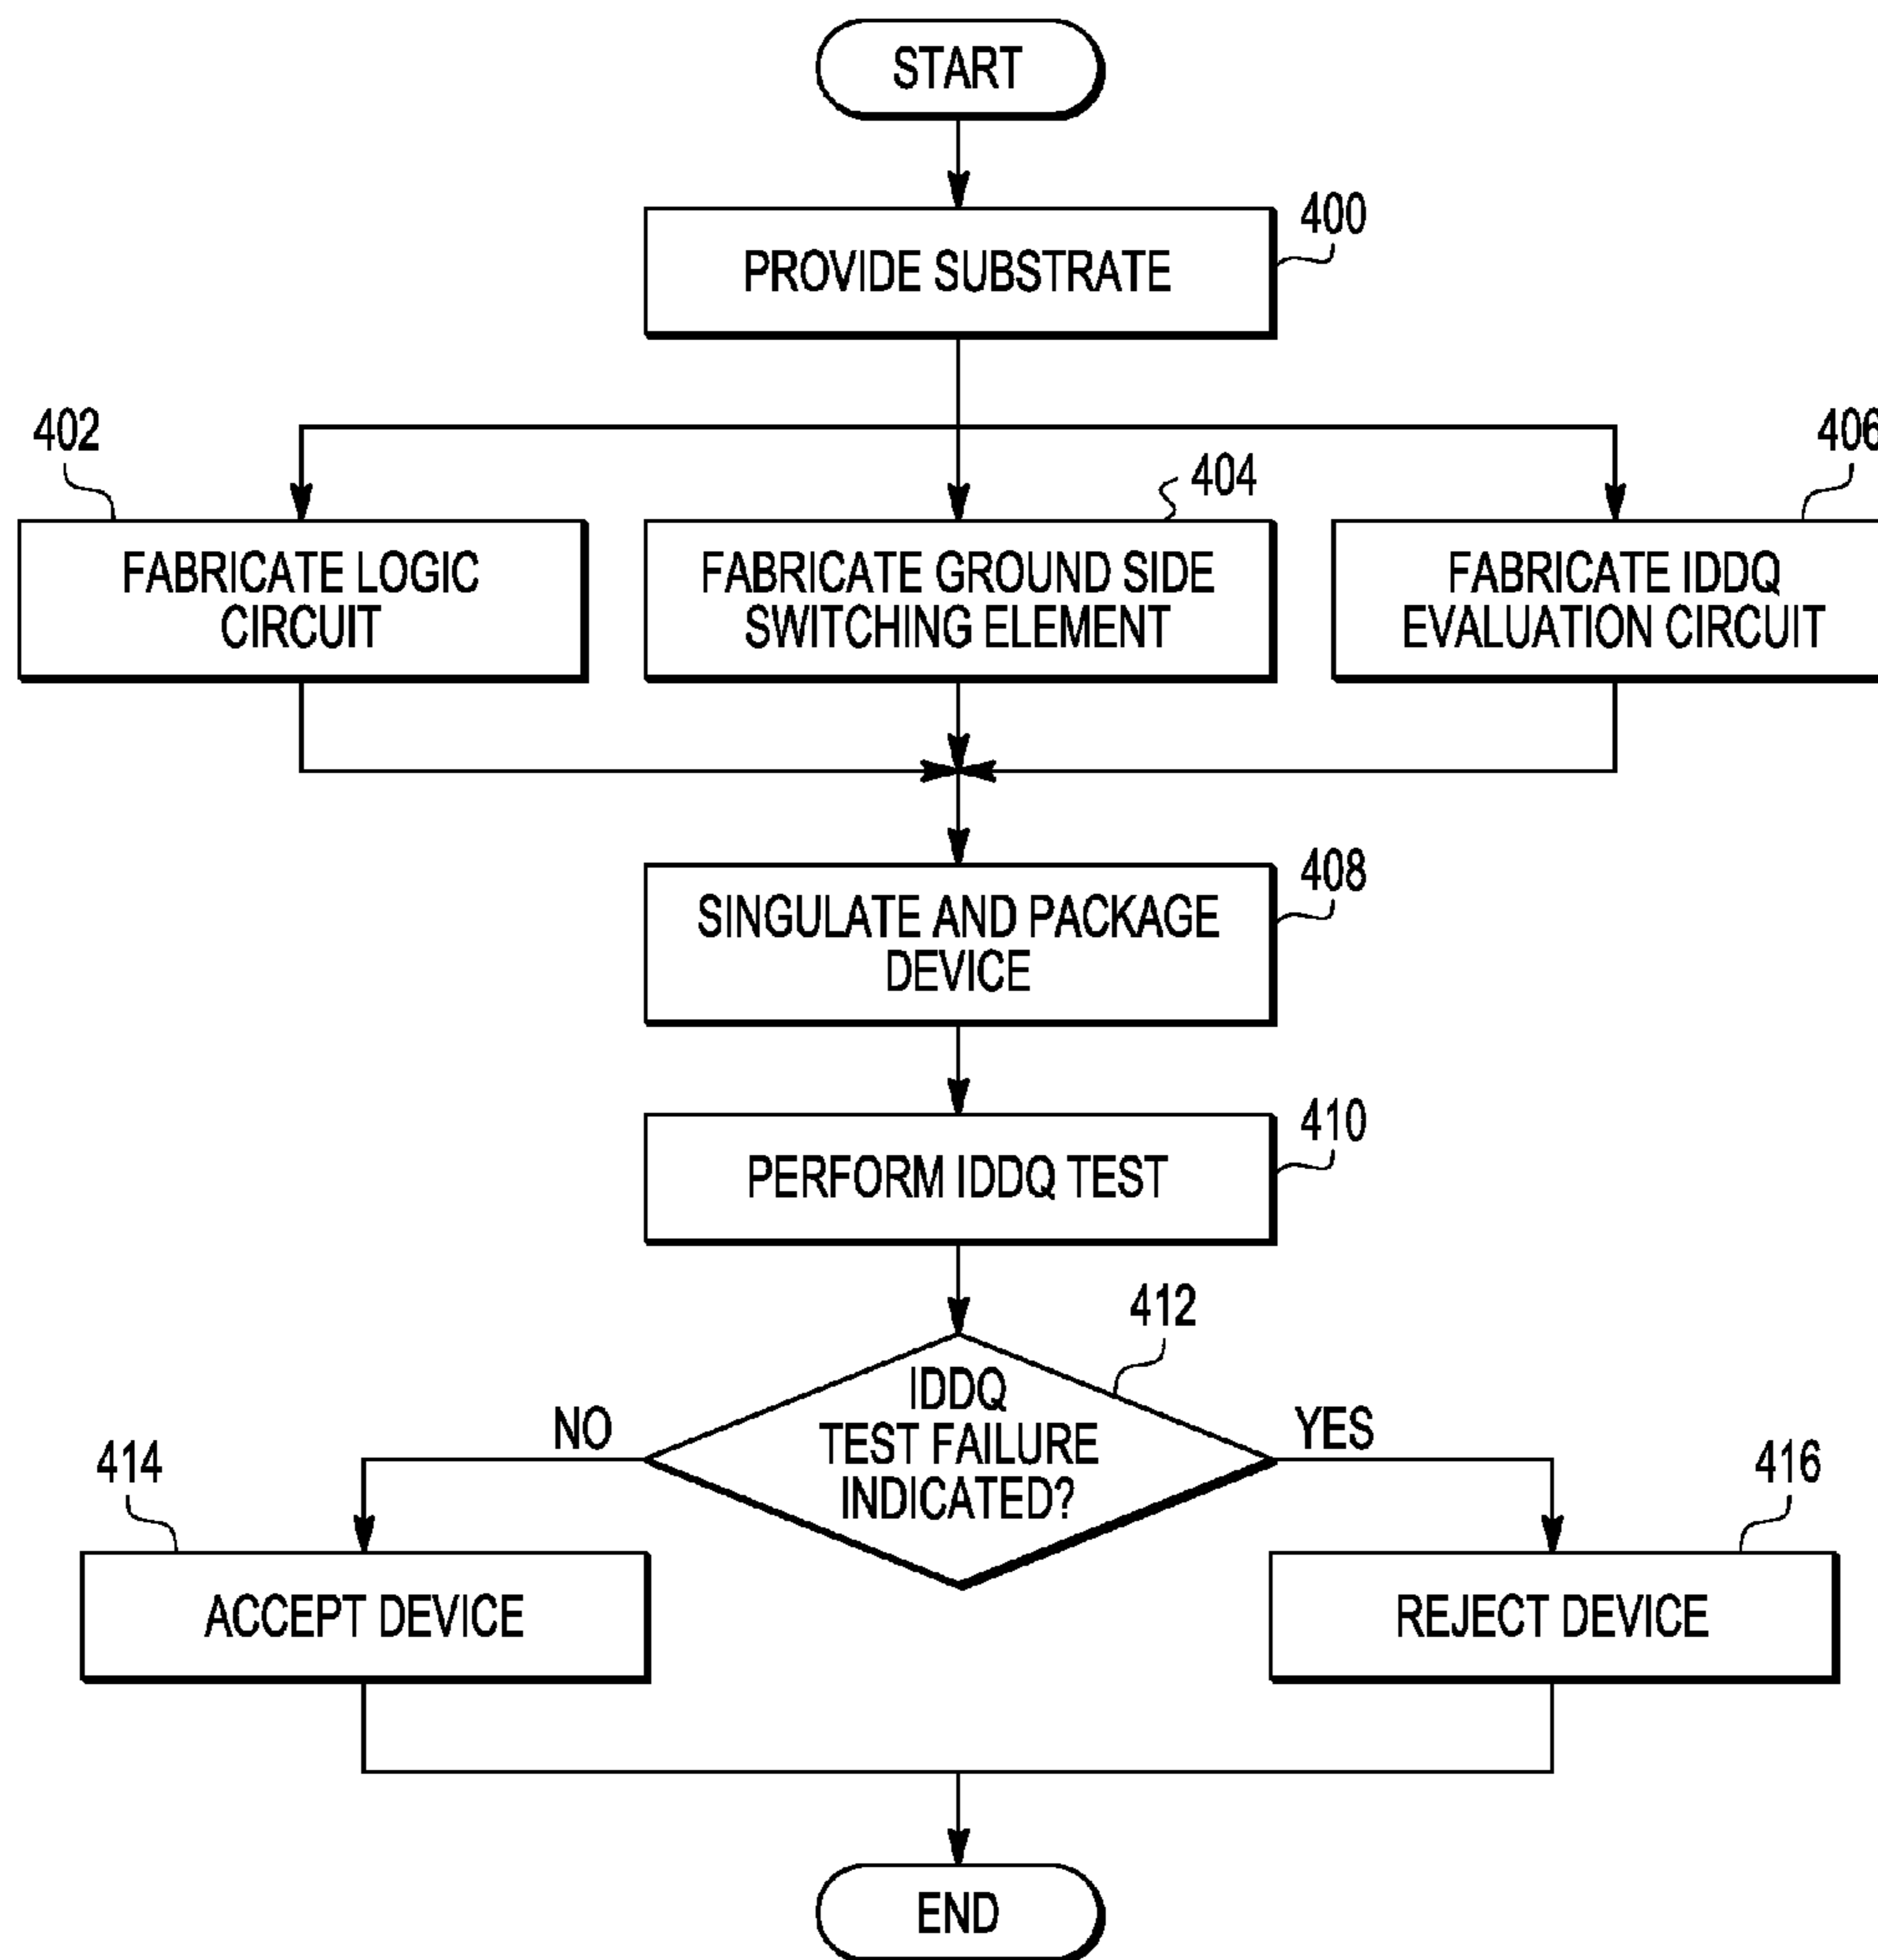 START
400
PROVIDE SUBSTRATE
402
404
406
FABRICATE LOGIC
CIRCUIT
FABRICATE GROUND SIDE
SWITCHING ELEMENT
FABRICATE IDDQ
EVALUATION CIRCUIT
408
SINGULATE AND PACKAGE
DEVICE
410
PERFORM IDDQ TEST
412
IDDQ
TEST FAILURE
INDICATED?
NO
YES
414
416
ACCEPT DEVICE
REJECT DEVICE
END